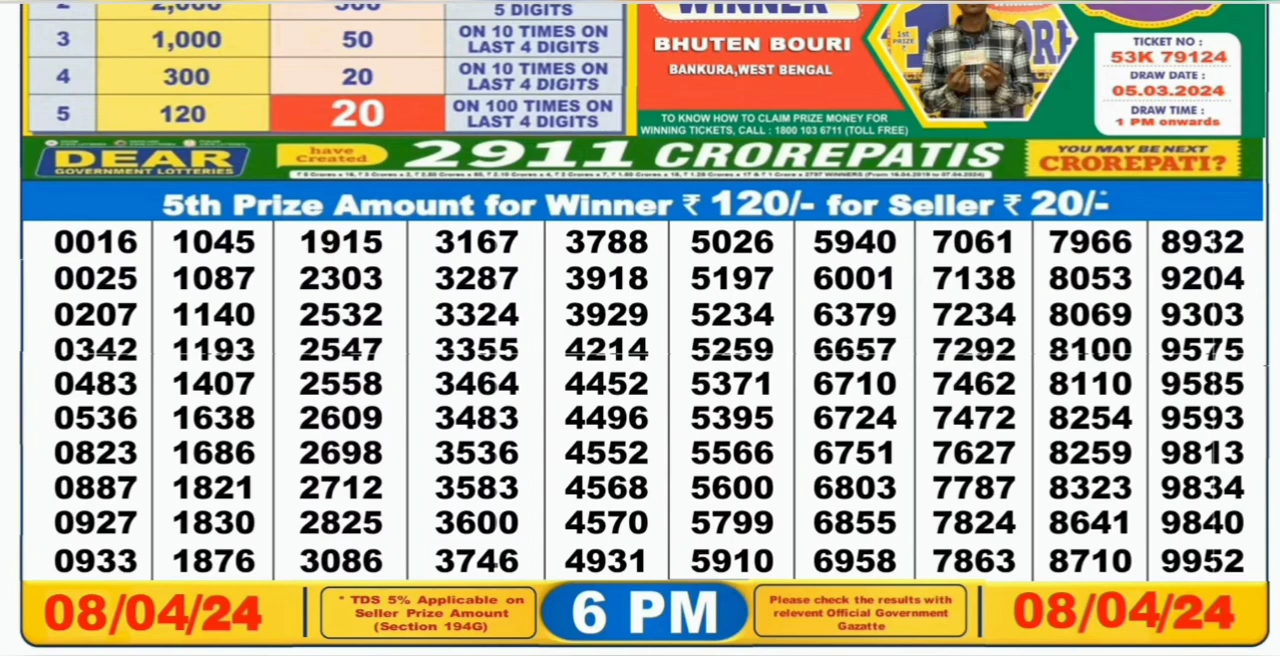 2 2,000 500 5 DIGITS
3 1,000 50 ON 10 TIMES ON LAST 4 DIGITS
4 300 20 ON 10 TIMES ON LAST 4 DIGITS
5 120 20 ON 100 TIMES ON LAST 4 DIGITS
WINNER
BHUTEN BOURI
BANKURA,WEST BENGAL
1st PRIZE
TO KNOW HOW TO CLAIM PRIZE MONEY FOR
WINNING TICKETS, CALL : 1800 103 6711 (TOLL FREE)
TICKET NO :
53K 79124
DRAW DATE :
05.03.2024
DRAW TIME :
1 PM onwards
DEAR
GOVERNMENT LOTTERIES
have Created
2911 CROREPATIS
YOU MAY BE NEXT
CROREPATI?
5th Prize Amount for Winner ₹ 120/- for Seller ₹ 20/-
0016 1045 1915 3167 3788 5026 5940 7061 7966 8932
0025 1087 2303 3287 3918 5197 6001 7138 8053 9204
0207 1140 2532 3324 3929 5234 6379 7234 8069 9303
0342 1193 2547 3355 4214 5259 6657 7292 8100 9575
0483 1407 2558 3464 4452 5371 6710 7462 8110 9585
0536 1638 2609 3483 4496 5395 6724 7472 8254 9593
0823 1686 2698 3536 4552 5566 6751 7627 8259 9813
0887 1821 2712 3583 4568 5600 6803 7787 8323 9834
0927 1830 2825 3600 4570 5799 6855 7824 8641 9840
0933 1876 3086 3746 4931 5910 6958 7863 8710 9952
08/04/24
* TDS 5% Applicable on
Seller Prize Amount
(Section 194G)
6 PM
Please check the results with
relevent Official Government
Gazatte
08/04/24